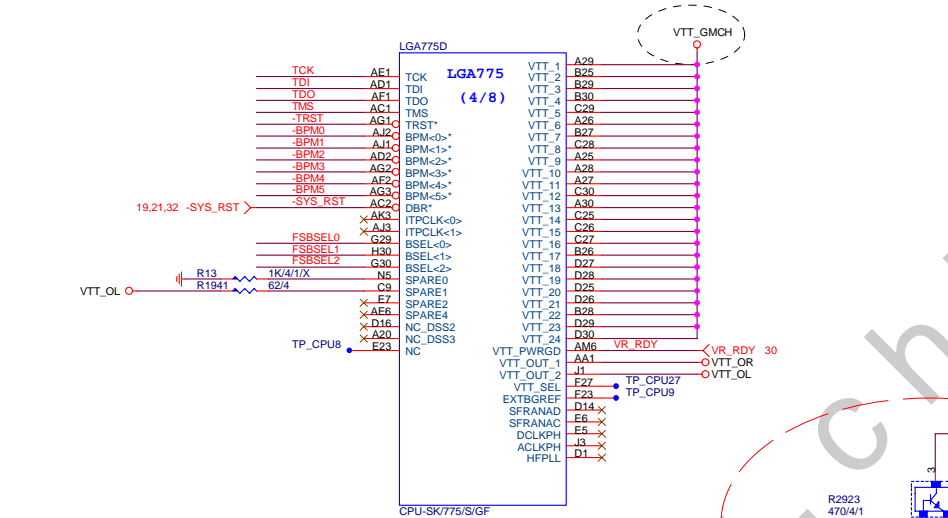 VTT_GMCH
LGA775D
LGA775
(4/8)
TCK AE1 TCK
TDI AD1 TDI
TDO AF1 TDO
TMS AC1 TMS
-TRST AG1 TRST*
-BPM0 AJ2 BPM<0>*
-BPM1 AJ1 BPM<1>*
-BPM2 AD2 BPM<2>*
-BPM3 AG2 BPM<3>*
-BPM4 AF2 BPM<4>*
-BPM5 AG3 BPM<5>*
19,21,32 -SYS_RST -SYS_RST AC2 DBR*
AK3 ITPCLK<0>
AJ3 ITPCLK<1>
FSBSEL0 G29 BSEL<0>
FSBSEL1 H30 BSEL<1>
FSBSEL2 G30 BSEL<2>
R13 1K/4/1/X N5 SPARE0
VTT_OL R1941 62/4 C9 SPARE1
E7 SPARE2
AE6 SPARE4
D16 NC_DSS2
A20 NC_DSS3
TP_CPU8 E23 NC
VTT_1 A29
VTT_2 B25
VTT_3 B29
VTT_4 B30
VTT_5 C29
VTT_6 A26
VTT_7 B27
VTT_8 C28
VTT_9 A25
VTT_10 A28
VTT_11 A27
VTT_12 C30
VTT_13 A30
VTT_14 C25
VTT_15 C26
VTT_16 C27
VTT_17 B26
VTT_18 D27
VTT_19 D28
VTT_20 D25
VTT_21 D26
VTT_22 B28
VTT_23 D29
VTT_24 D30
VTT_PWRGD AM6 VR_RDY VR_RDY 30
VTT_OUT_1 AA1 VTT_OR
VTT_OUT_2 J1 VTT_OL
VTT_SEL F27 TP_CPU27
EXTBGREF F23 TP_CPU9
SFRANAD D14
SFRANAC E6
DCLKPH E5
ACLKPH J3
HFPLL D1
CPU-SK/775/S/GF
R2923
470/4/1
3
c h